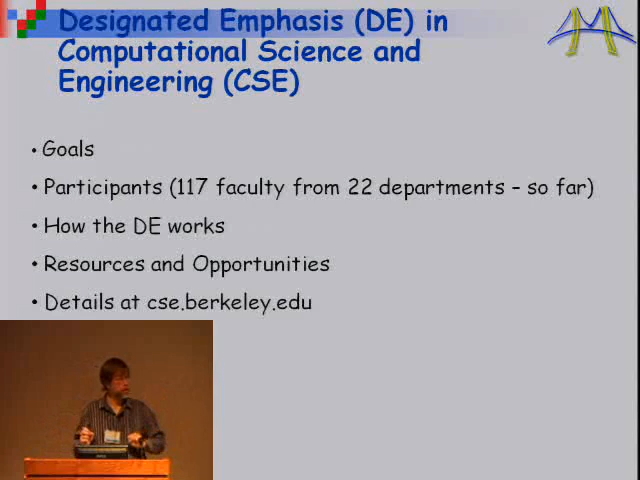 Designated Emphasis (DE) in
Computational Science and
Engineering (CSE)
• Goals
• Participants (117 faculty from 22 departments – so far)
• How the DE works
• Resources and Opportunities
• Details at cse.berkeley.edu